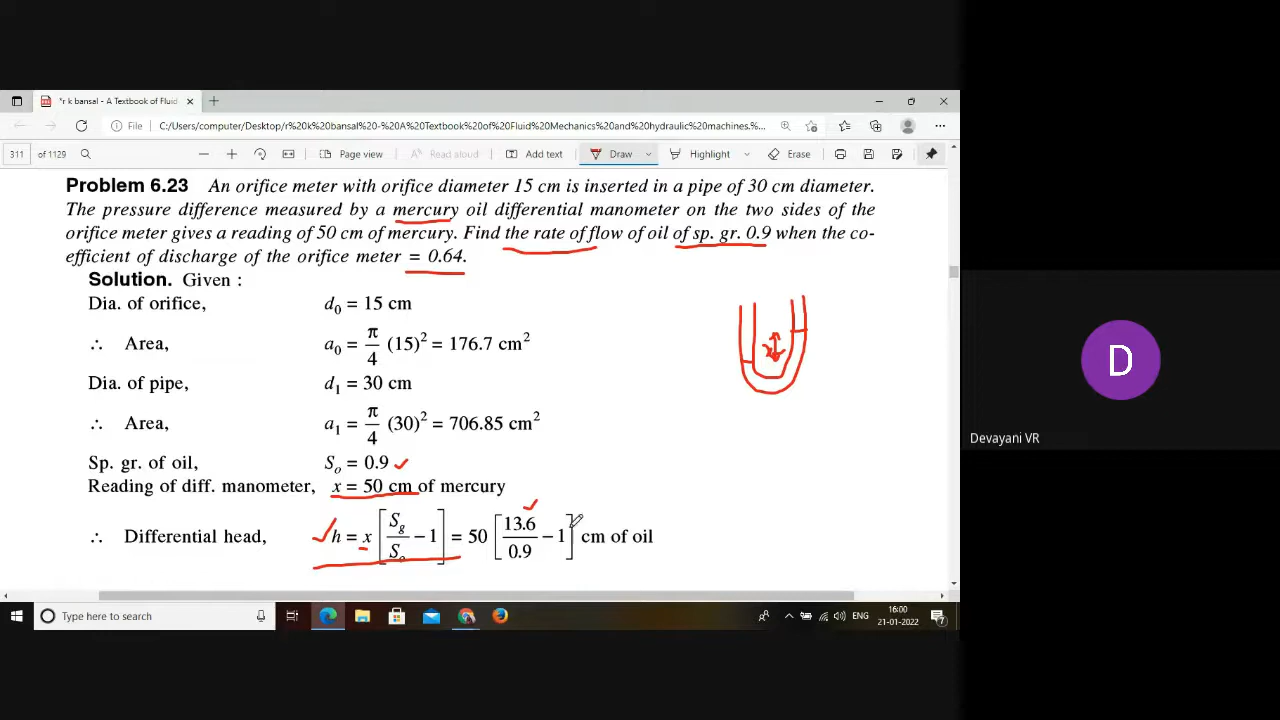 *r k bansal - A Textbook of Fluid
File C:/Users/computer/Desktop/r%20k%20bansal%20-%20A%20Textbook%20of%20Fluid%20Mechanics%20and%20hydraulic%20machines.%...
311 of 1129 Page view Read aloud Add text Draw Highlight Erase
Problem 6.23 An orifice meter with orifice diameter 15 cm is inserted in a pipe of 30 cm diameter.
The pressure difference measured by a mercury oil differential manometer on the two sides of the
orifice meter gives a reading of 50 cm of mercury. Find the rate of flow of oil of sp. gr. 0.9 when the co-
efficient of discharge of the orifice meter = 0.64.
Solution. Given :
Dia. of orifice, d₀ = 15 cm
∴ Area, a₀ = π/4 (15)² = 176.7 cm²
Dia. of pipe, d₁ = 30 cm
∴ Area, a₁ = π/4 (30)² = 706.85 cm²
Sp. gr. of oil, Sₒ = 0.9 ✓
Reading of diff. manometer, x = 50 cm of mercury
∴ Differential head, ✓ h = x [S_g/Sₒ − 1] = 50 [13.6/0.9 − 1] cm of oil
x
D
Devayani VR
Type here to search
ENG
16:00
21-01-2022
7